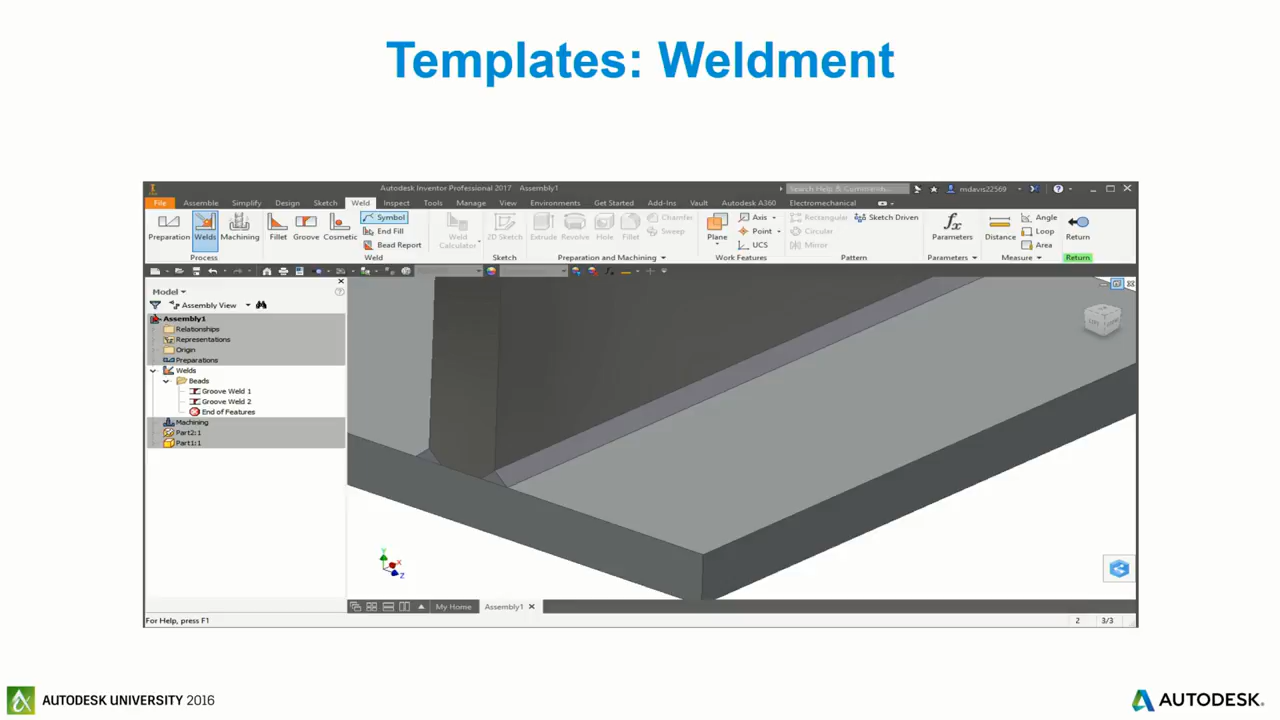 Templates: Weldment
Autodesk Inventor Professional 2017 Assembly1
Search Help & Commands...
mdavis22569
File Assemble Simplify Design Sketch Weld Inspect Tools Manage View Environments Get Started Add-Ins Vault Autodesk A360 Electromechanical
Preparation Welds Machining
Process
Fillet Groove Cosmetic
Symbol
End Fill
Bead Report
Weld
Weld Calculator
2D Sketch
Sketch
Extrude Revolve Hole Fillet
Chamfer
Sweep
Preparation and Machining
Plane
Axis
Point
UCS
Work Features
Rectangular
Circular
Mirror
Sketch Driven
Pattern
Parameters
Parameters
Distance
Angle
Loop
Area
Measure
Return
Return
Model
Assembly View
Assembly1
Relationships
Representations
Origin
Preparations
Welds
Beads
Groove Weld 1
Groove Weld 2
End of Features
Machining
Part2:1
Part1:1
Y
X
Z
My Home Assembly1
For Help, press F1
2 3/3
AUTODESK UNIVERSITY 2016
AUTODESK.